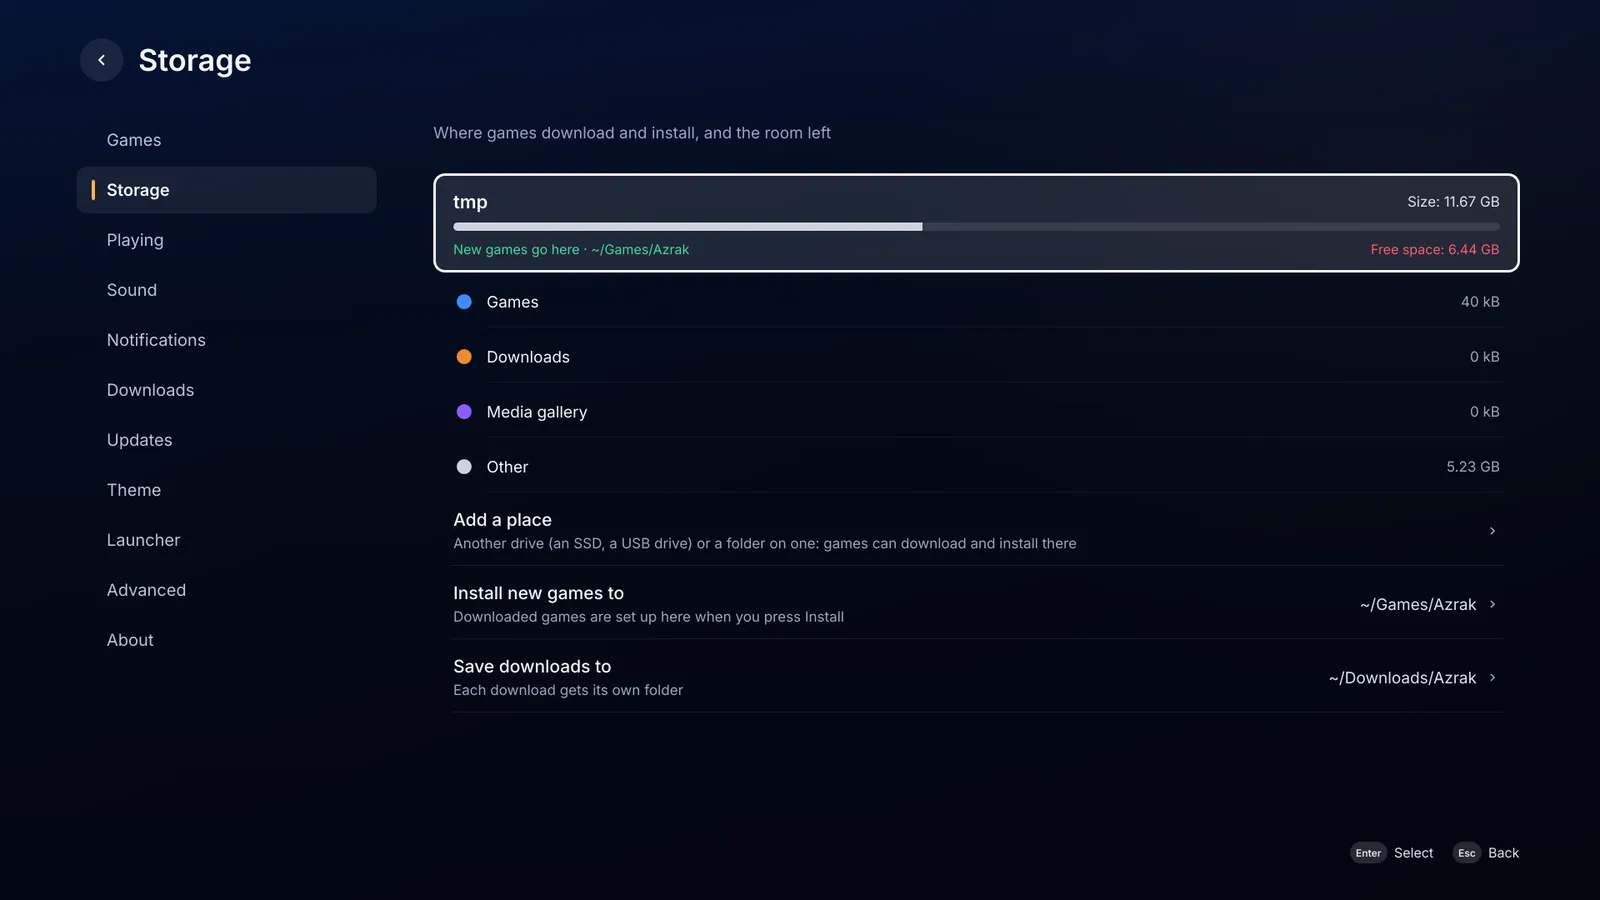 Storage
Games
Storage
Playing
Sound
Notifications
Downloads
Updates
Theme
Launcher
Advanced
About
Where games download and install, and the room left
tmp
Size: 11.67 GB
New games go here · ~/Games/Azrak
Free space: 6.44 GB
Games
40 kB
Downloads
0 kB
Media gallery
0 kB
Other
5.23 GB
Add a place
Another drive (an SSD, a USB drive) or a folder on one: games can download and install there
Install new games to
Downloaded games are set up here when you press Install
~/Games/Azrak
Save downloads to
Each download gets its own folder
~/Downloads/Azrak
Enter Select Esc Back